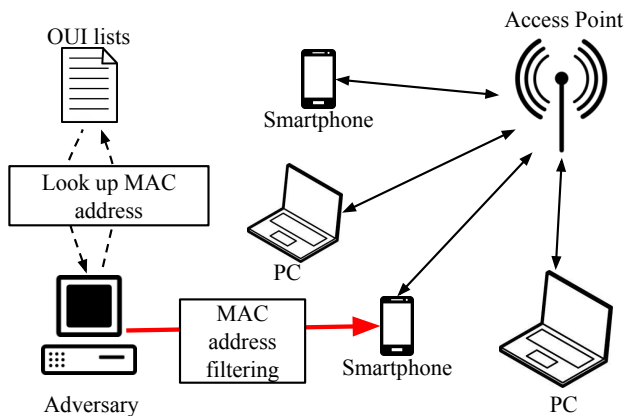 OUI lists
Access Point
Smartphone
Look up MAC
address
PC
MAC
address
filtering
Smartphone
Adversary
PC